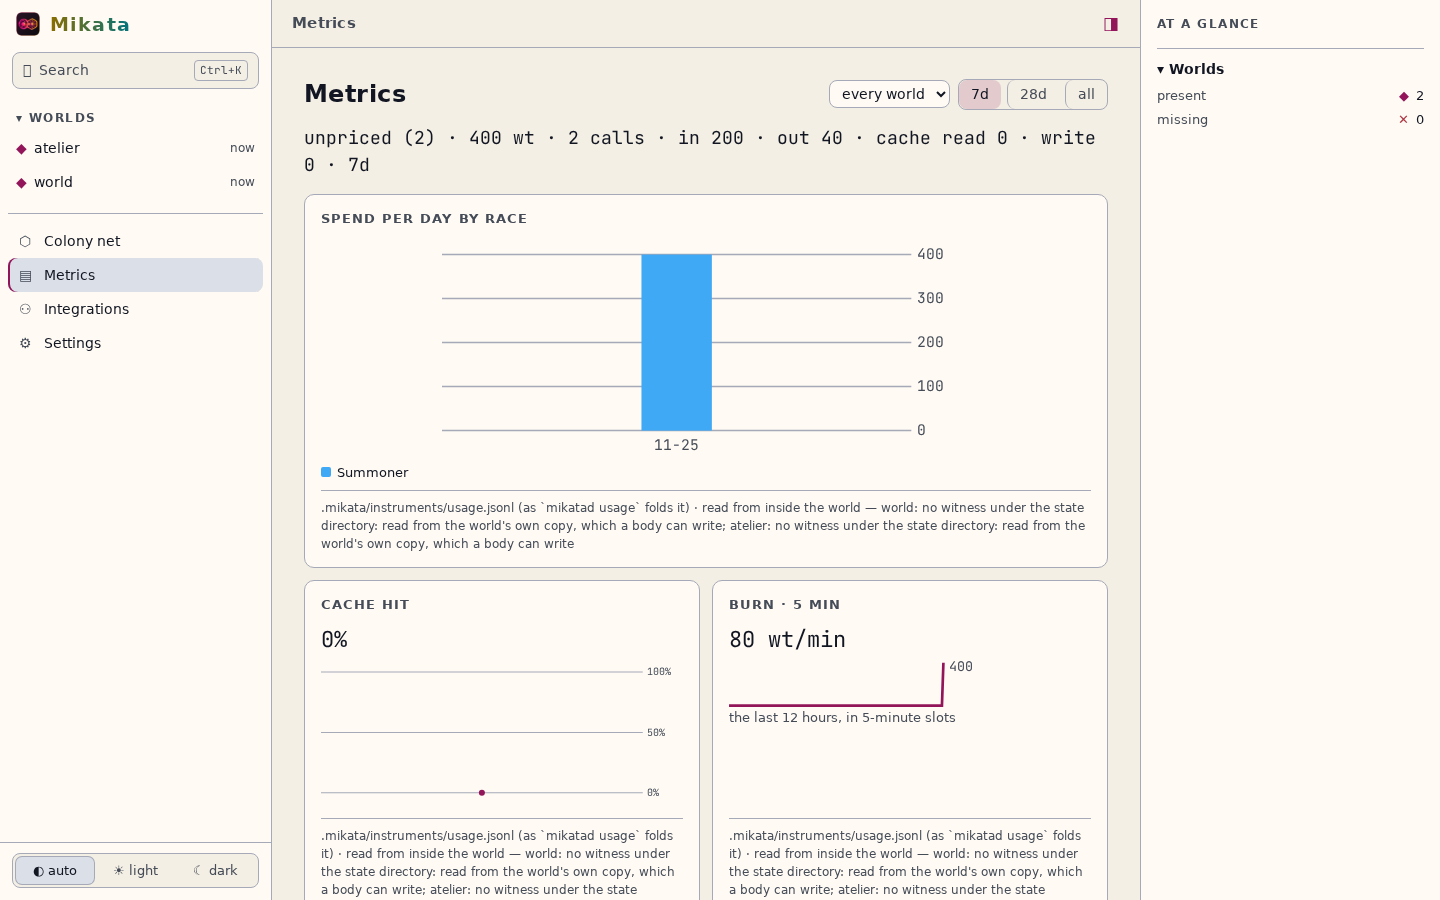 Mikata
Search Ctrl+K
▾ WORLDS
atelier now
world now
Colony net
Metrics
Integrations
Settings
auto light dark
Metrics
Metrics
every world 7d 28d all
unpriced (2) · 400 wt · 2 calls · in 200 · out 40 · cache read 0 · write
0 · 7d
SPEND PER DAY BY RACE
400
300
200
100
0
11-25
Summoner
.mikata/instruments/usage.jsonl (as `mikatad usage` folds it) · read from inside the world — world: no witness under the state
directory: read from the world's own copy, which a body can write; atelier: no witness under the state directory: read from the
world's own copy, which a body can write
CACHE HIT
0%
100%
50%
0%
.mikata/instruments/usage.jsonl (as `mikatad usage` folds
it) · read from inside the world — world: no witness under
the state directory: read from the world's own copy, which
a body can write; atelier: no witness under the state
BURN · 5 MIN
80 wt/min
400
the last 12 hours, in 5-minute slots
.mikata/instruments/usage.jsonl (as `mikatad usage` folds
it) · read from inside the world — world: no witness under
the state directory: read from the world's own copy, which
a body can write; atelier: no witness under the state
AT A GLANCE
▾ Worlds
present ◆ 2
missing ✕ 0